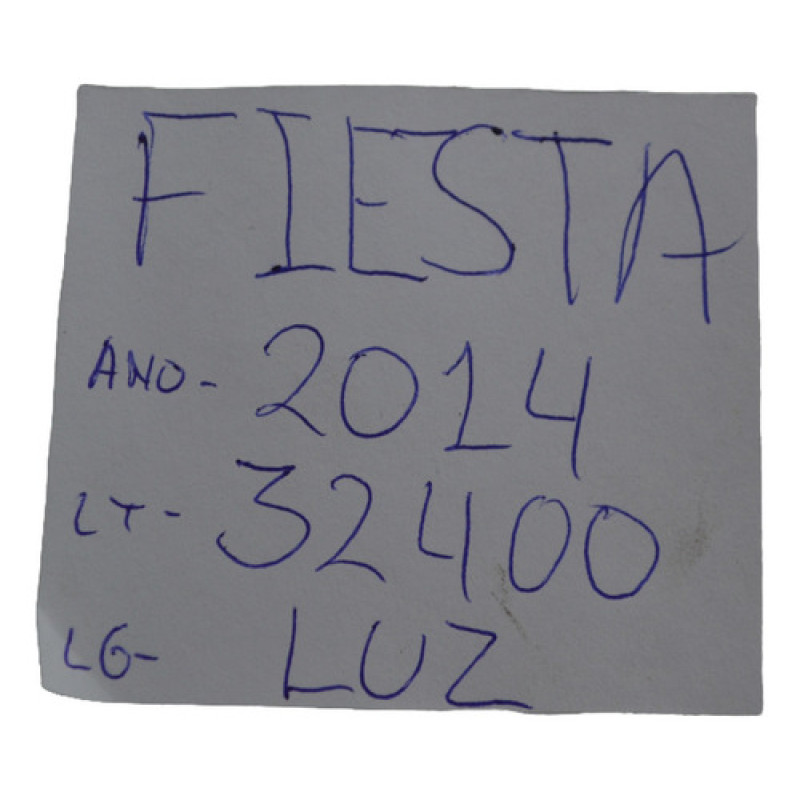 FIESTA
ANO- 2014
LT- 32400
LG- LUZ